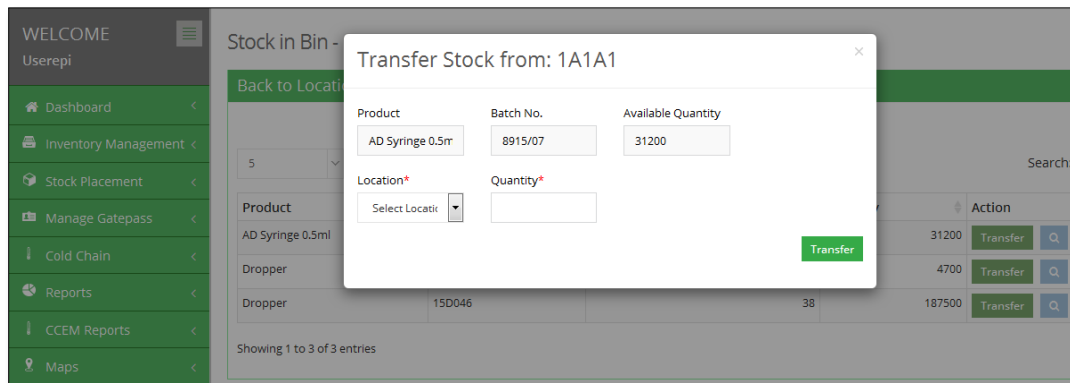 WELCOME
Userepi
Dashboard
Inventory Management
Stock Placement
Manage Gatepass
Cold Chain
Reports
CCEM Reports
Maps
Stock in Bin -
Back to Locati
Transfer Stock from: 1A1A1
×
Product Batch No. Available Quantity
AD Syringe 0.5m 8915/07 31200
Location* Quantity*
Select Locatic
Transfer
5 Search:
Product Action
AD Syringe 0.5ml 31200 Transfer
Dropper 4700 Transfer
Dropper 15D046 38 187500 Transfer
Showing 1 to 3 of 3 entries